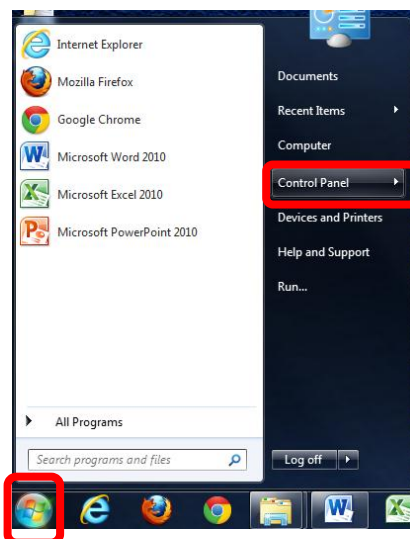 Internet Explorer
Mozilla Firefox
Google Chrome
Microsoft Word 2010
Microsoft Excel 2010
Microsoft PowerPoint 2010
All Programs
Search programs and files
Documents
Recent Items
Computer
Control Panel
Devices and Printers
Help and Support
Run...
Log off